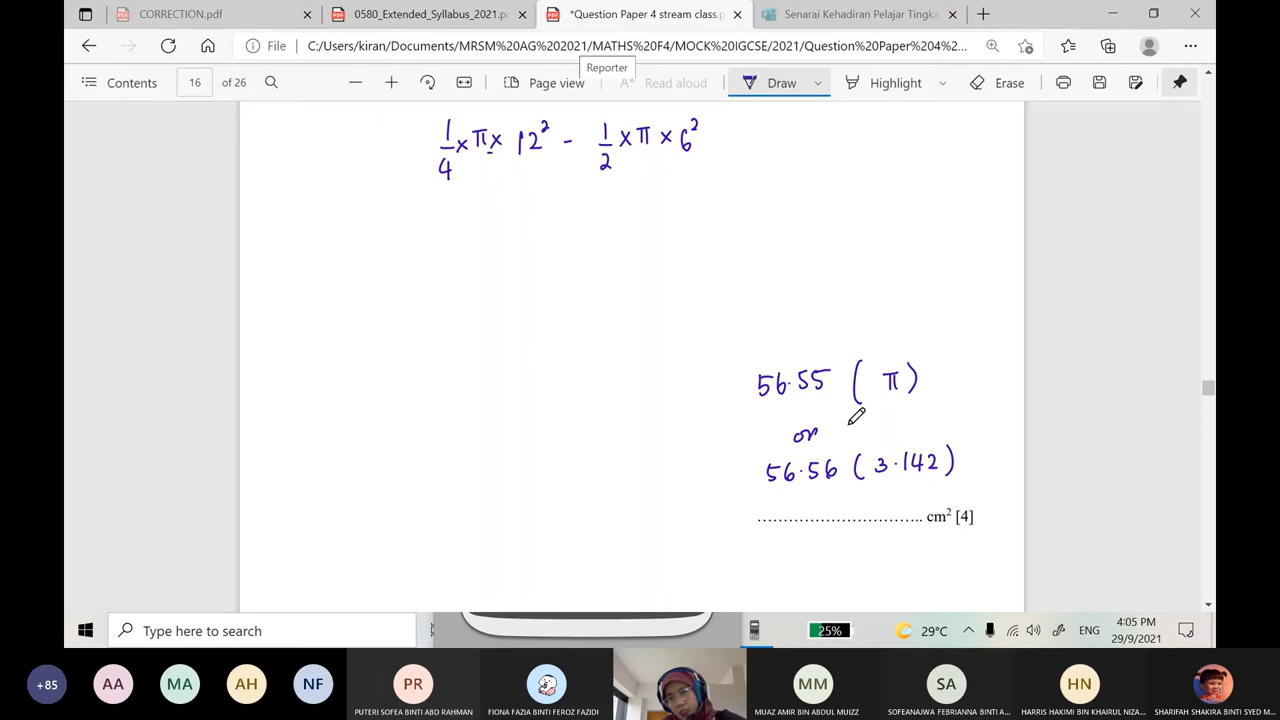 CORRECTION.pdf
0580_Extended_Syllabus_2021.p
*Question Paper 4 stream class.p
Senarai Kehadiran Pelajar Tingka
File C:/Users/kiran/Documents/MRSM%20AG%202021/MATHS%20F4/MOCK%20IGCSE/2021/Question%20Paper%204%2...
Reporter
Contents 16 of 26 Page view Read aloud Draw Highlight Erase
1/4 × π × 12² - 1/2 × π × 6²
56.55 ( π )
or
56.56 ( 3.142 )
…………………………….. cm² [4]
Type here to search 25% 29°C ENG 4:05 PM
29/9/2021
+85 AA MA AH NF PR MM SA HN
PUTERI SOFEA BINTI ABD RAHMAN FIONA FAZIA BINTI FEROZ FAZIDI MUAZ AMIR BIN ABDUL MUIZZ SOFEANAJWA FEBRIANNA BINTI A... HARRIS HAKIMI BIN KHAIRUL NIZA... SHARIFAH SHAKIRA BINTI SYED M...